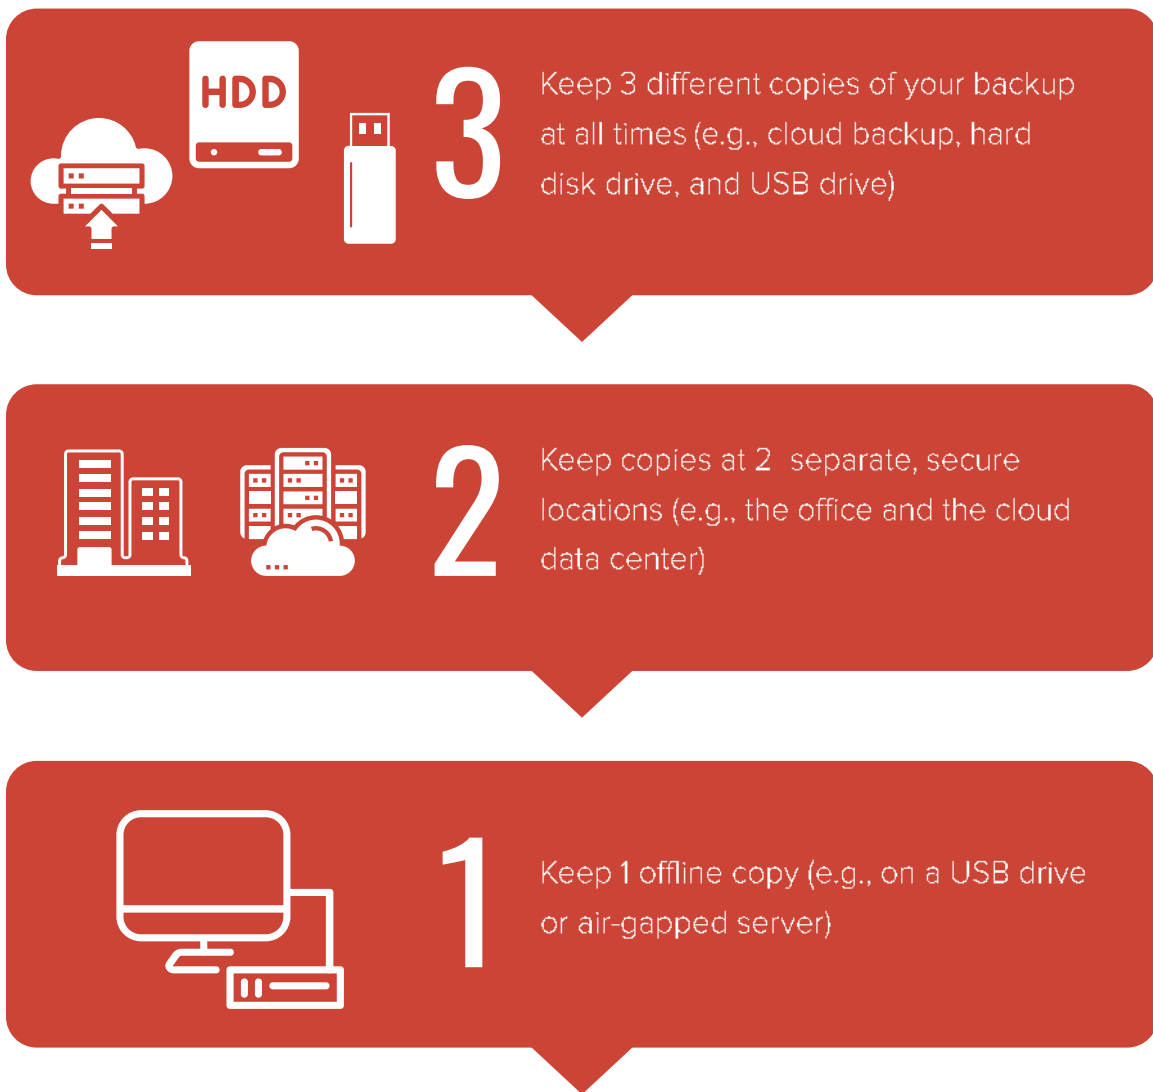 HDD
3
Keep 3 different copies of your backup
at all times (e.g., cloud backup, hard
disk drive, and USB drive)
2
Keep copies at 2 separate, secure
locations (e.g., the office and the cloud
data center)
1
Keep 1 offline copy (e.g., on a USB drive
or air-gapped server)